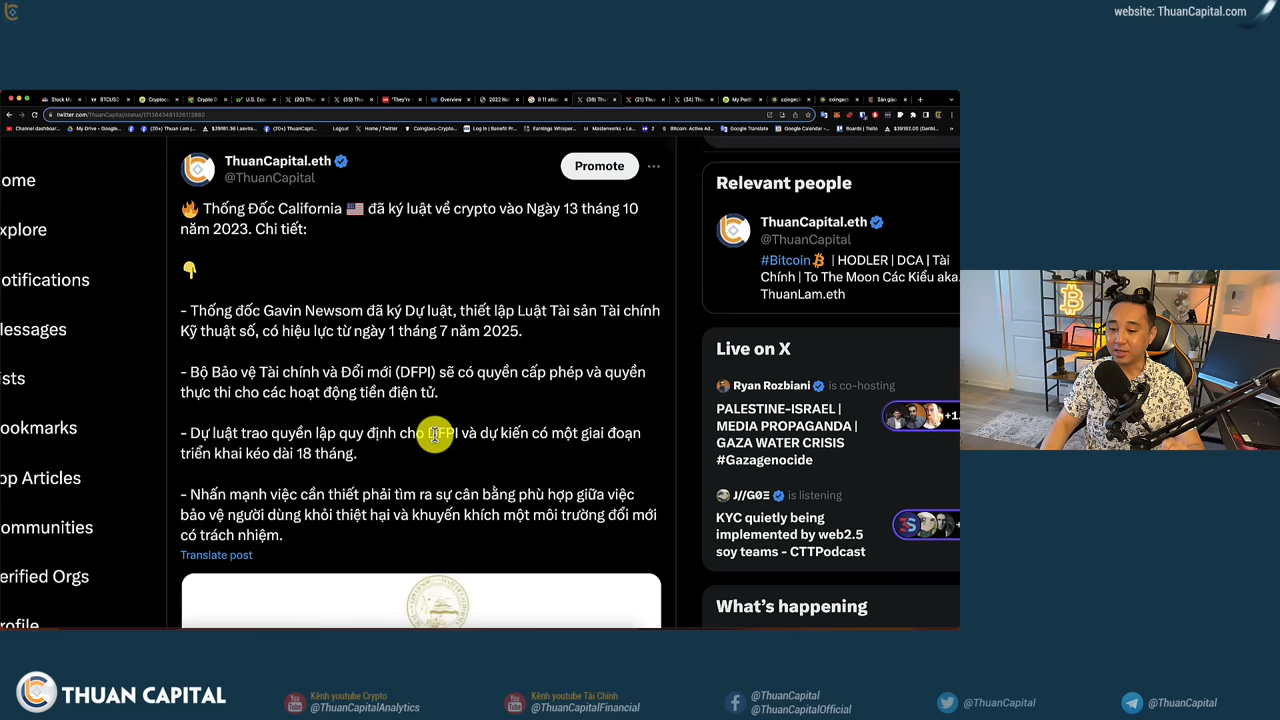 website: ThuanCapital.com
twitter.com/ThuanCapital/status/1713643481326112880
ome
xplore
otifications
essages
ists
ookmarks
op Articles
ommunities
erified Orgs
rofile
ThuanCapital.eth
@ThuanCapital
Promote
🔥 Thống Đốc California 🇺🇸 đã ký luật về crypto vào Ngày 13 tháng 10
năm 2023. Chi tiết:
👇
- Thống đốc Gavin Newsom đã ký Dự luật, thiết lập Luật Tài sản Tài chính
Kỹ thuật số, có hiệu lực từ ngày 1 tháng 7 năm 2025.
- Bộ Bảo vệ Tài chính và Đổi mới (DFPI) sẽ có quyền cấp phép và quyền
thực thi cho các hoạt động tiền điện tử.
- Dự luật trao quyền lập quy định cho DFPI và dự kiến có một giai đoạn
triển khai kéo dài 18 tháng.
- Nhấn mạnh việc cần thiết phải tìm ra sự cân bằng phù hợp giữa việc
bảo vệ người dùng khỏi thiệt hại và khuyến khích một môi trường đổi mới
có trách nhiệm.
Translate post
Relevant people
ThuanCapital.eth
@ThuanCapital
#Bitcoin | HODLER | DCA | Tài
Chính | To The Moon Các Kiểu aka.
ThuanLam.eth
Live on X
Ryan Rozbiani is co-hosting
PALESTINE-ISRAEL |
MEDIA PROPAGANDA |
GAZA WATER CRISIS
#Gazagenocide
+1.
J//GØΞ is listening
KYC quietly being
implemented by web2.5
soy teams - CTTPodcast
What's happening
THUAN CAPITAL
Kênh youtube Crypto
@ThuanCapitalAnalytics
Kênh youtube Tài Chính
@ThuanCapitalFinancial
@ThuanCapital
@ThuanCapitalOfficial
@ThuanCapital
@ThuanCapital